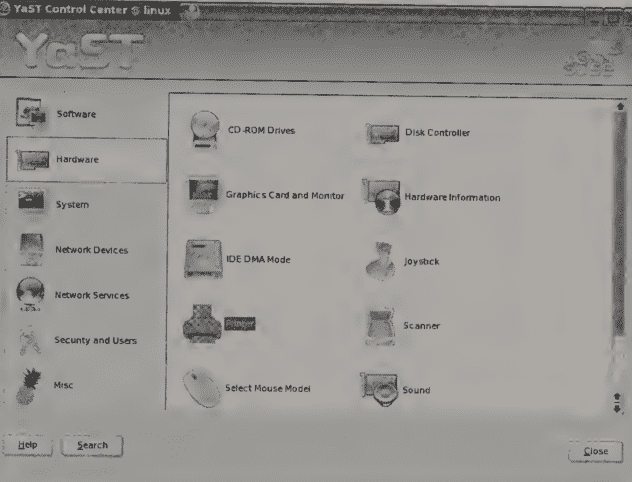 YaST Control Center @ linux
YaST
SUSE
Software
Hardware
System
Network Devices
Network Services
Security and Users
Misc
CD-ROM Drives
Disk Controller
Graphics Card and Monitor
Hardware Information
IDE DMA Mode
Joystick
Printer
Scanner
Select Mouse Model
Sound
Help
Search
Close